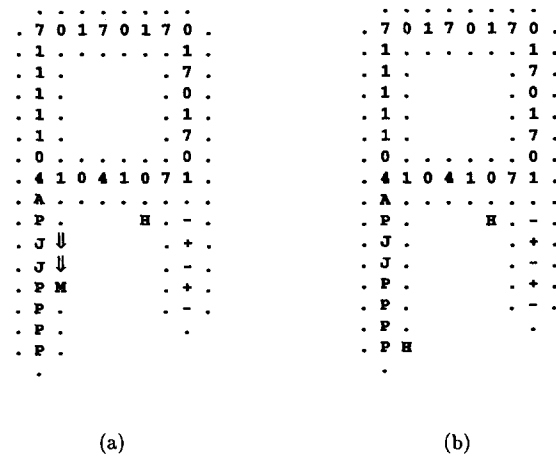 . . . . . . . .
. 7 0 1 7 0 1 7 0 .
. 1 . . . . . . 1 .
. 1 . . 7 .
. 1 . . 0 .
. 1 . . 1 .
. 1 . . 7 .
. 0 . . . . . . 0 .
. 4 1 0 4 1 0 7 1 .
. A . . . . . . . .
. P . H . - .
. J ⇓ . + .
. J ⇓ . - .
. P M . + .
. P . . - .
. P . .
. P .
.
(a)
. . . . . . . .
. 7 0 1 7 0 1 7 0 .
. 1 . . . . . . 1 .
. 1 . . 7 .
. 1 . . 0 .
. 1 . . 1 .
. 1 . . 7 .
. 0 . . . . . . 0 .
. 4 1 0 4 1 0 7 1 .
. A . . . . . . . .
. P . H . - .
. J . . + .
. J . . - .
. P . . + .
. P . . - .
. P . .
. P H
.
(b)